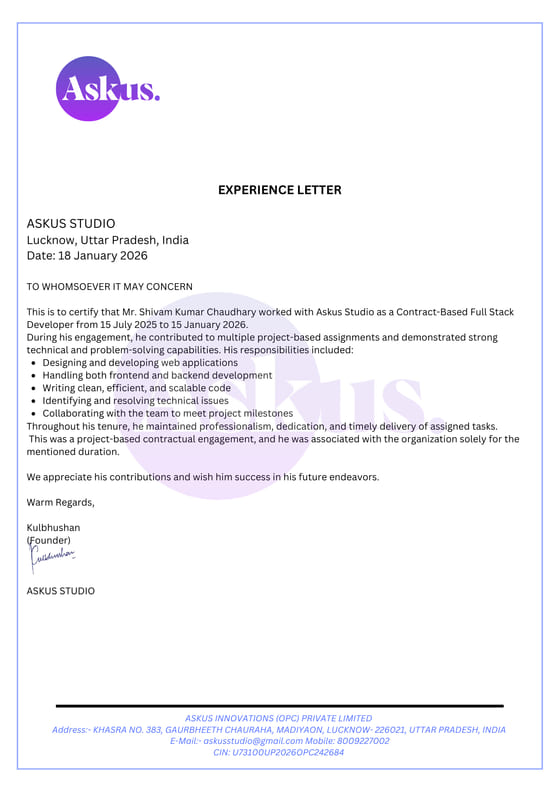 Askus.
EXPERIENCE LETTER
ASKUS STUDIO
Lucknow, Uttar Pradesh, India
Date: 18 January 2026
TO WHOMSOEVER IT MAY CONCERN
This is to certify that Mr. Shivam Kumar Chaudhary worked with Askus Studio as a Contract-Based Full Stack
Developer from 15 July 2025 to 15 January 2026.
During his engagement, he contributed to multiple project-based assignments and demonstrated strong
technical and problem-solving capabilities. His responsibilities included:
• Designing and developing web applications
• Handling both frontend and backend development
• Writing clean, efficient, and scalable code
• Identifying and resolving technical issues
• Collaborating with the team to meet project milestones
Throughout his tenure, he maintained professionalism, dedication, and timely delivery of assigned tasks.
This was a project-based contractual engagement, and he was associated with the organization solely for the
mentioned duration.
We appreciate his contributions and wish him success in his future endeavors.
Warm Regards,
Kulbhushan
(Founder)
Kulbhushan
ASKUS STUDIO
ASKUS INNOVATIONS (OPC) PRIVATE LIMITED
Address:- KHASRA NO. 383, GAURBHEETH CHAURAHA, MADIYAON, LUCKNOW- 226021, UTTAR PRADESH, INDIA
E-Mail:- askusstudio@gmail.com Mobile: 8009227002
CIN: U73100UP2026OPC242684